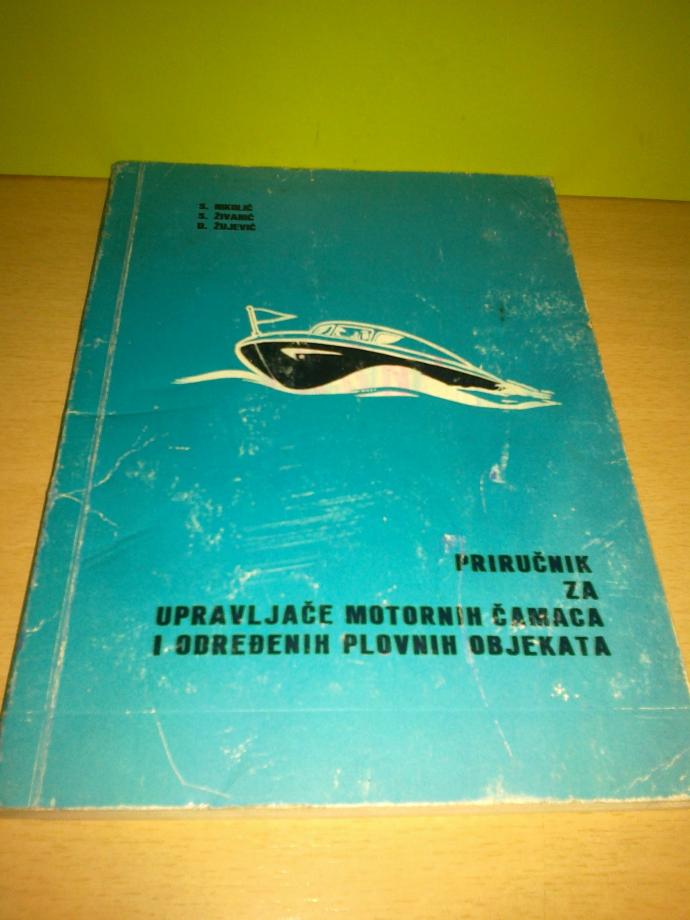 S. NIKOLIĆ
S. ŽIVANIĆ
D. ŽUJEVIĆ
PRIRUČNIK
ZA
UPRAVLJAČE MOTORNIH ČAMACA
I ODREĐENIH PLOVNIH OBJEKATA